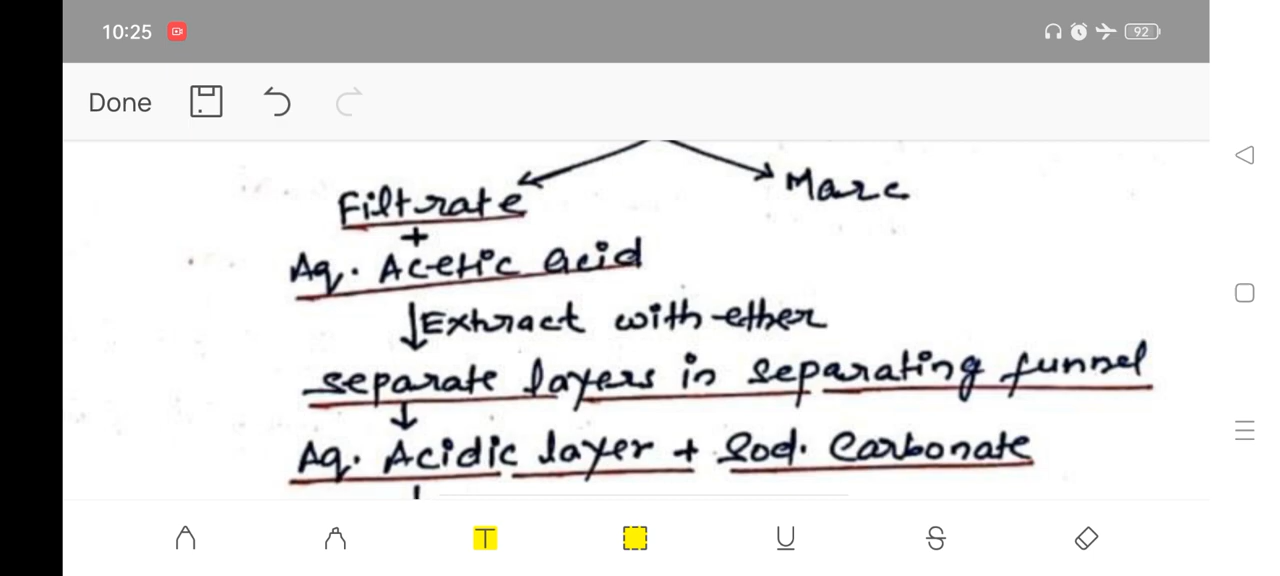 10:25
92
Done
Filtrate
Marc
+
Aq. Acetic acid
Extract with ether
separate layers in separating funnel
Aq. Acidic layer + Sod. Carbonate
T
U
S